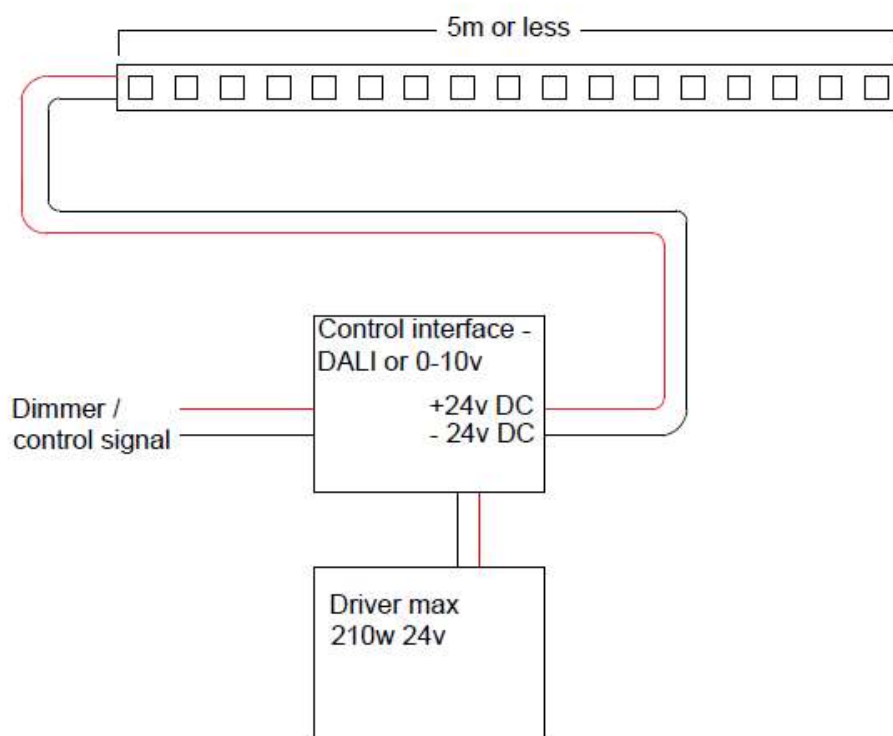 5m or less
Control interface -
DALI or 0-10v
+24v DC
- 24v DC
Dimmer /
control signal
Driver max
210w 24v